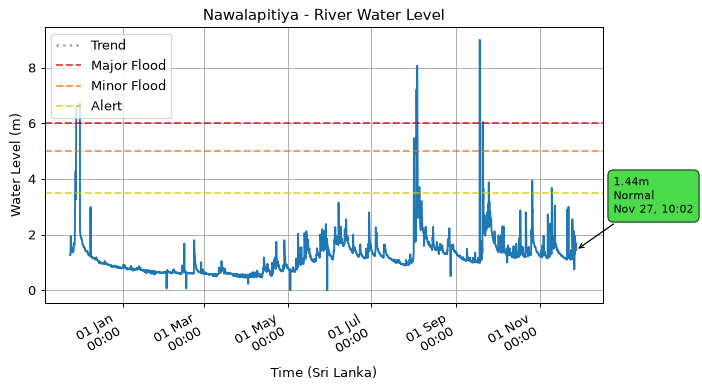 Nawalapitiya - River Water Level
Trend
Major Flood
Minor Flood
Alert
Water Level (m)
8
6
4
2
0
1.44m
Normal
Nov 27, 10:02
01 Jan
00:00
01 Mar
00:00
01 May
00:00
01 Jul
00:00
01 Sep
00:00
01 Nov
00:00
Time (Sri Lanka)